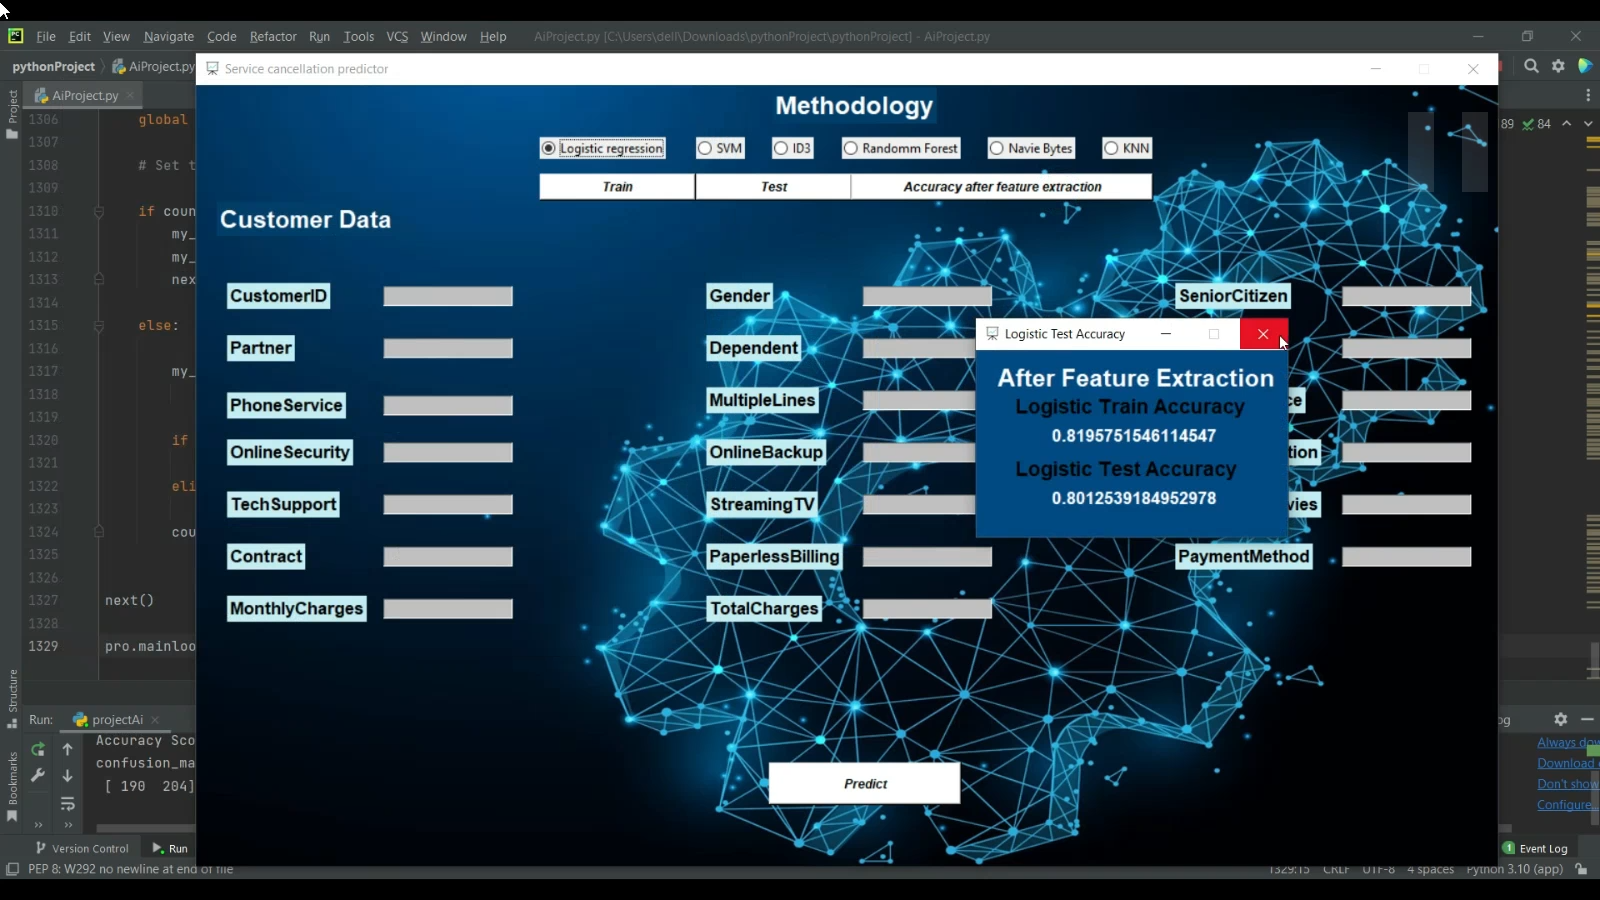 File Edit View Navigate Code Refactor Run Tools VCS Window Help AiProject.py [C:\Users\dell\Downloads\pythonProject\pythonProject] - AiProject.py
pythonProject AiProject.py
Service cancellation predictor
Project
AiProject.py
89 84
Methodology
Logistic regression SVM ID3 Randomm Forest Navie Bytes KNN
Train Test Accuracy after feature extraction
Customer Data
CustomerID Gender SeniorCitizen
Partner Dependent
PhoneService MultipleLines
OnlineSecurity OnlineBackup tion
TechSupport StreamingTV vies
Contract PaperlessBilling PaymentMethod
MonthlyCharges TotalCharges
Predict
Logistic Test Accuracy
After Feature Extraction
Logistic Train Accuracy
0.8195751546114547
Logistic Test Accuracy
0.8012539184952978
1306 global
1307
1308 # Set t
1309
1310 if coun
1311 my_
1312 my_
1313 nex
1314
1315 else:
1316
1317 my_
1318
1319
1320 if
1321
1322 eli
1323
1324 cou
1325
1326
1327 next()
1328
1329 pro.mainloo
Structure
Bookmarks
Run: projectAi
Accuracy Sco
confusion_ma
[ 190 204]
og
Always dow
Download
Don't show
Configure..
Version Control Run
1 Event Log
PEP 8: W292 no newline at end of file
1329:15 CRLF UTF-8 4 spaces Python 3.10 (app)